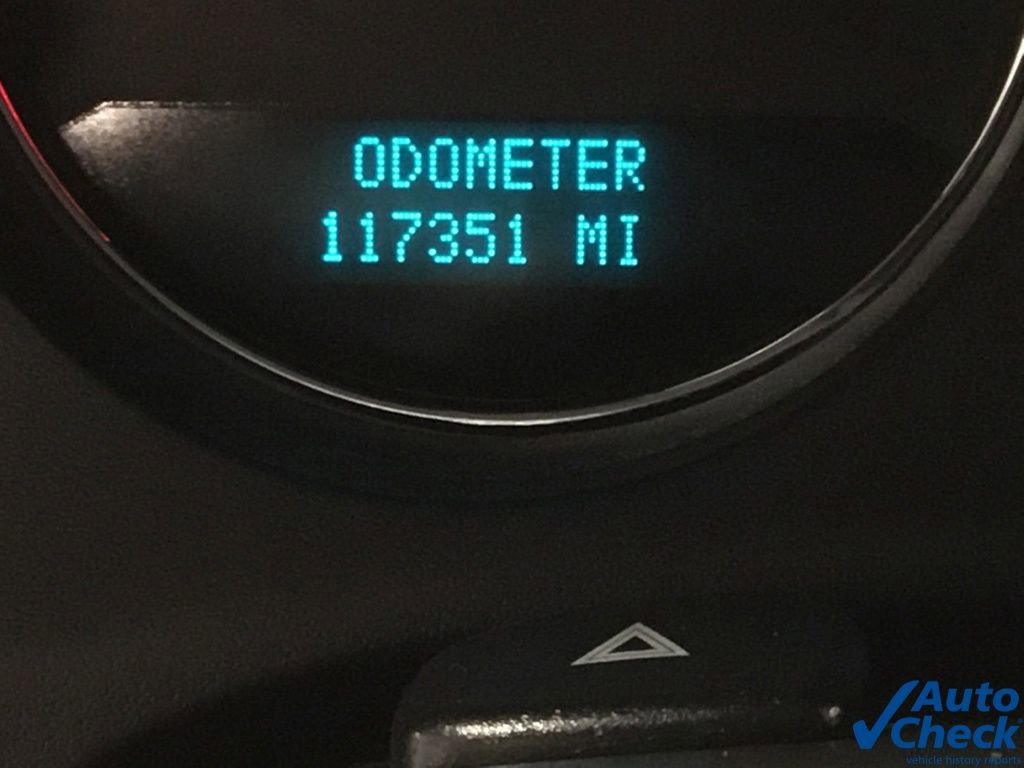 ODOMETER
117351 MI
Auto
Check
vehicle history reports